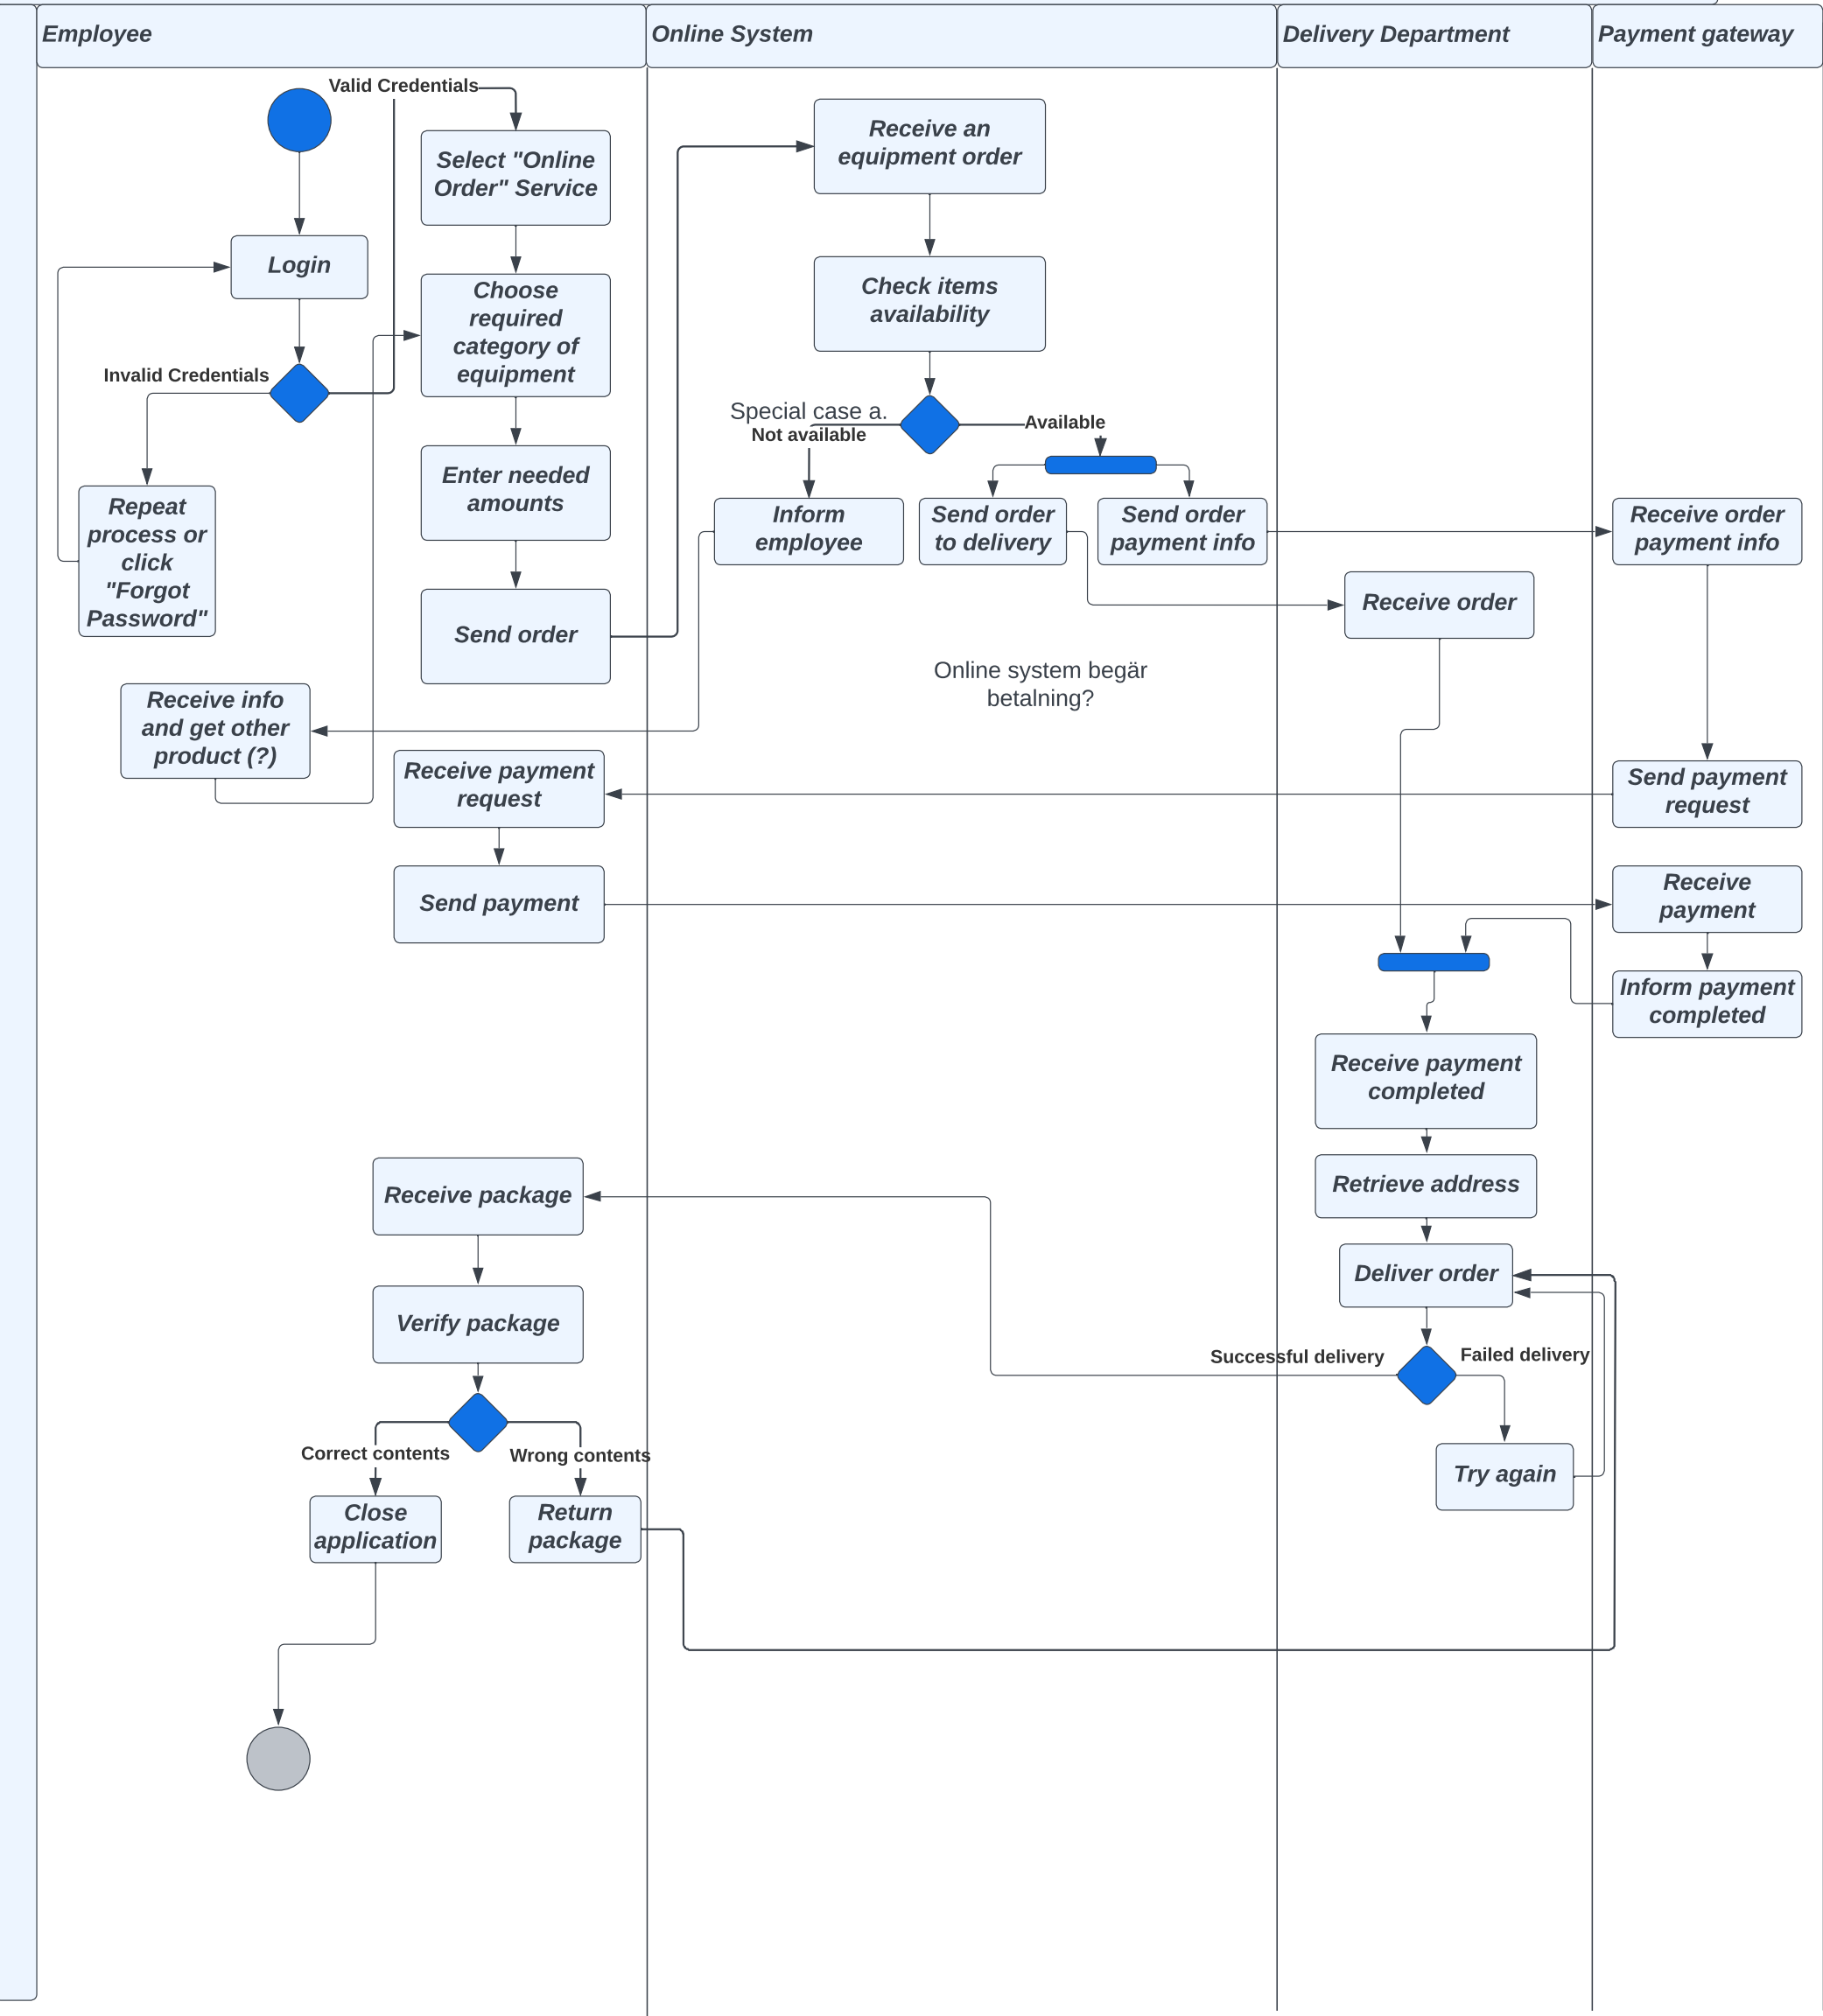 Employee
Online System
Delivery Department
Payment gateway
Valid Credentials
Select "Online
Order" Service
Login
Choose
required
category of
equipment
Invalid Credentials
Enter needed
amounts
Repeat
process or
click
"Forgot
Password"
Send order
Receive info
and get other
product (?)
Receive an
equipment order
Check items
availability
Special case a.
Not available
Available
Inform
employee
Send order
to delivery
Send order
payment info
Receive order
payment info
Receive order
Online system begär
betalning?
Receive payment
request
Send payment
request
Send payment
Receive
payment
Inform payment
completed
Receive payment
completed
Retrieve address
Deliver order
Successful delivery
Failed delivery
Try again
Receive package
Verify package
Correct contents
Wrong contents
Close
application
Return
package